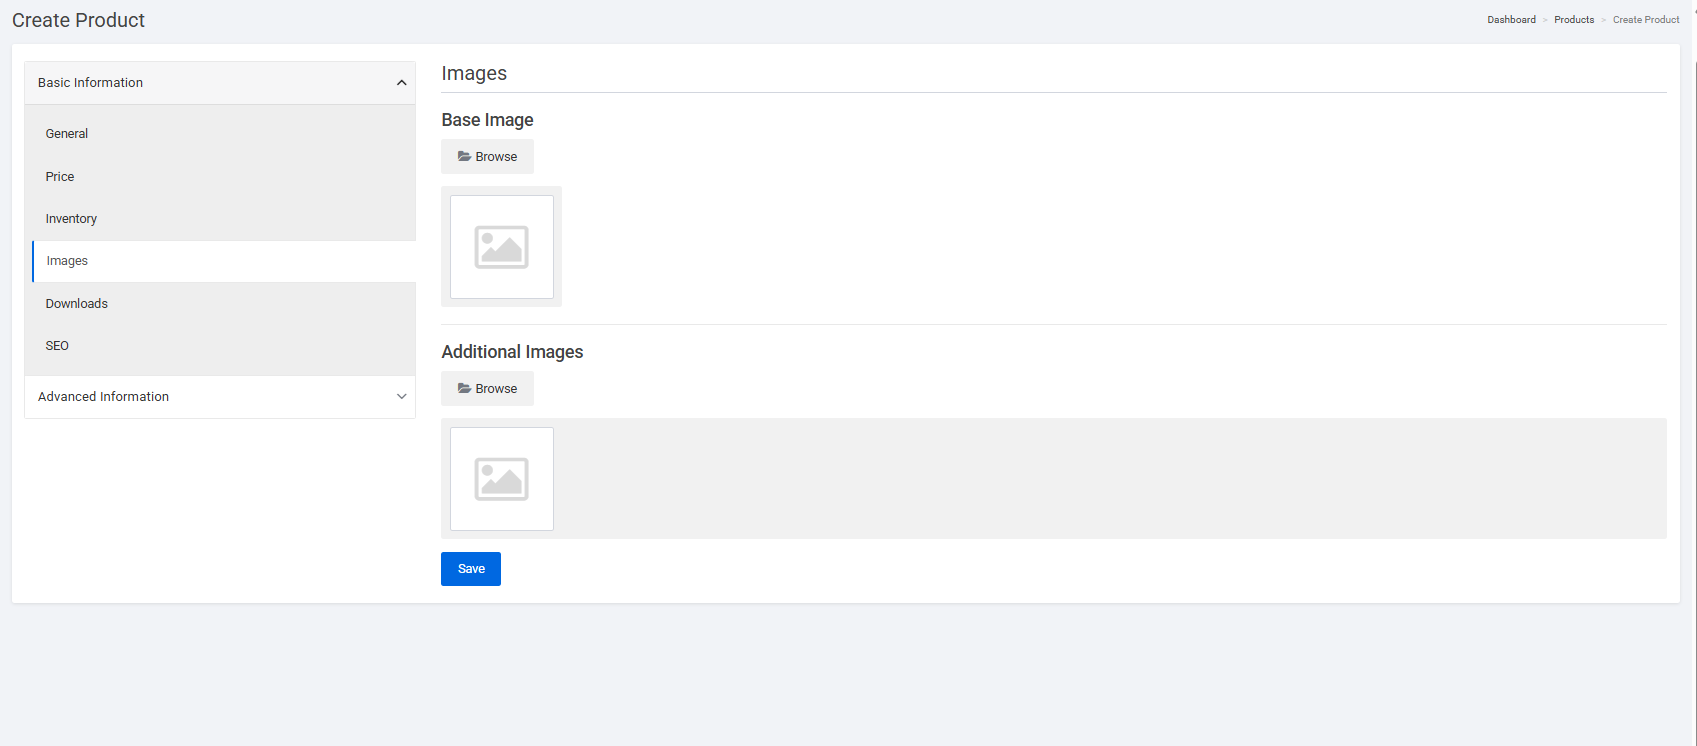 Create Product
Dashboard > Products > Create Product
Basic Information
General
Price
Inventory
Images
Downloads
SEO
Advanced Information
Images
Base Image
Browse
Additional Images
Browse
Save